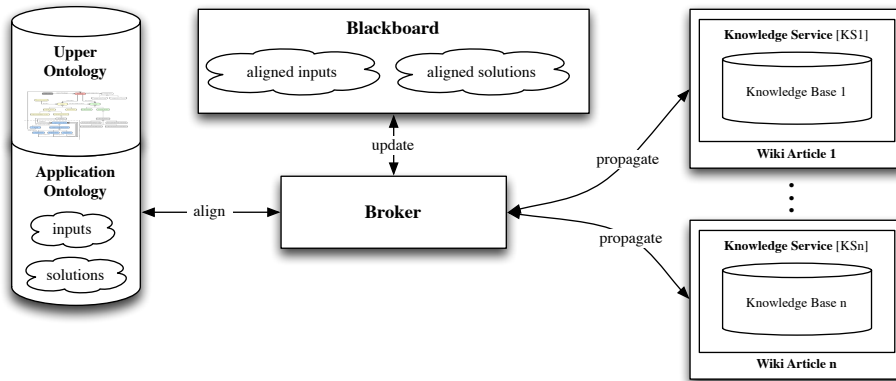 Upper
Ontology
Application
Ontology
inputs
solutions
align
Blackboard
aligned inputs
aligned solutions
update
Broker
propagate
propagate
Knowledge Service [KS1]
Knowledge Base 1
Wiki Article 1
Knowledge Service [KSn]
Knowledge Base n
Wiki Article n